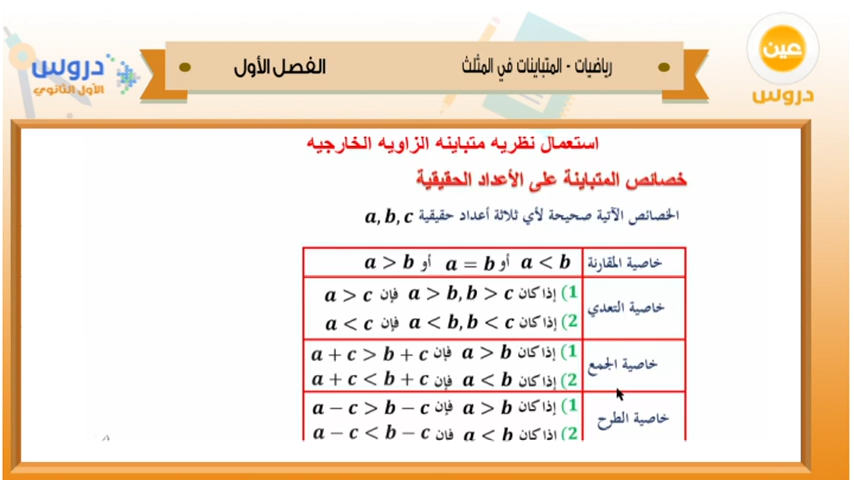 دروس
الأول الثانوي
الفصل الأول
رياضيات - المتباينات في المثلث
عين
دروس
استعمال نظريه متباينه الزاويه الخارجيه
خصائص المتباينة على الأعداد الحقيقية
الخصائص الآتية صحيحة لأي ثلاثة أعداد حقيقية a, b, c
خاصية المقارنة a < b أو a = b أو a > b
خاصية التعدي
1) إذا كان a > b, b > c فإن a > c
2) إذا كان a < b, b < c فإن a < c
خاصية الجمع
1) إذا كان a > b فإن a + c > b + c
2) إذا كان a < b فإن a + c < b + c
خاصية الطرح
1) إذا كان a > b فإن a − c > b − c
2) إذا كان a < b فإن a − c < b − c